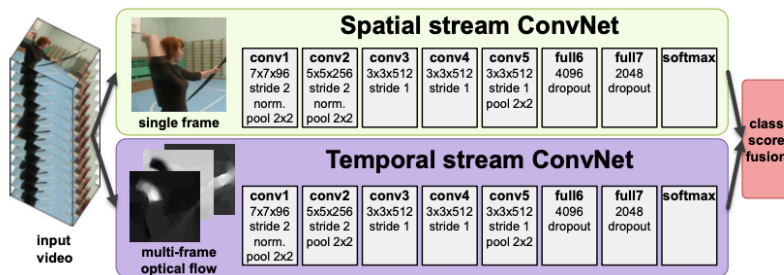 Spatial stream ConvNet
conv1
7x7x96
stride 2
norm.
pool 2x2
conv2
5x5x256
stride 2
norm.
pool 2x2
conv3
3x3x512
stride 1
conv4
3x3x512
stride 1
conv5
3x3x512
stride 1
pool 2x2
full6
4096
dropout
full7
2048
dropout
softmax
single frame
Temporal stream ConvNet
conv1
7x7x96
stride 2
norm.
pool 2x2
conv2
5x5x256
stride 2
pool 2x2
conv3
3x3x512
stride 1
conv4
3x3x512
stride 1
conv5
3x3x512
stride 1
pool 2x2
full6
4096
dropout
full7
2048
dropout
softmax
multi-frame
optical flow
input
video
class
score
fusion